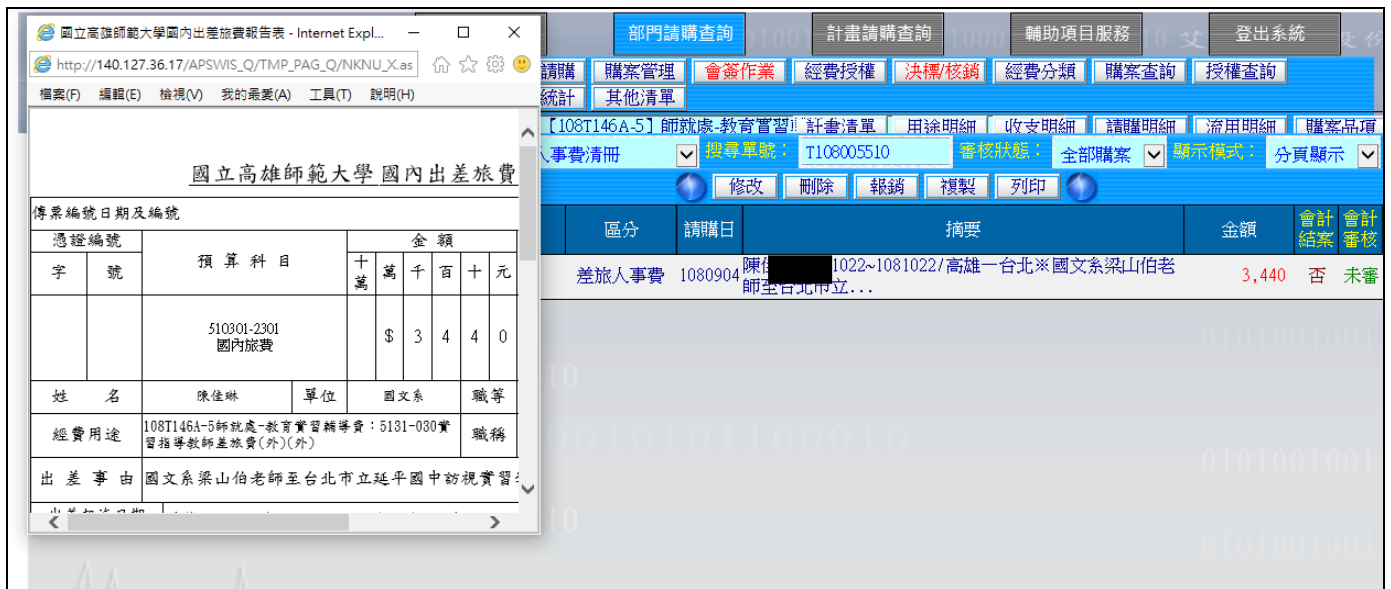 國立高雄師範大學國內出差旅費報告表 - Internet Expl...
http://140.127.36.17/APSWIS_Q/TMP_PAG_Q/NKNU_X.as
檔案(F) 編輯(E) 檢視(V) 我的最愛(A) 工具(T) 說明(H)
國立高雄師範大學 國內出差旅費
傳票編號日期及編號
憑證編號 預算科目 金額
字 號 十萬 萬 千 百 十 元
510301-2301 $ 3 4 4 0
國內旅費
姓名 陳佳琳 單位 國文系 職等
經費用途 108T146A-5師就處-教育實習輔導費:5131-030實
習指導教師差旅費(外)(外) 職稱
出差事由 國文系梁山伯老師至台北市立延平國中訪視實習
部門請購查詢 計畫請購查詢 輔助項目服務 登出系統
請購 購案管理 會簽作業 經費授權 決標/核銷 經費分類 購案查詢 授權查詢
統計 其他清單
【108T146A-5】師就處-教育實習 計畫清單 用途明細 收支明細 請購明細 流用明細 購案品項
人事費清冊 搜尋單號: T108005510 審核狀態: 全部購案 顯示模式: 分頁顯示
修改 刪除 報銷 複製 列印
區分 請購日 摘要 金額 會計結案 會計審核
差旅人事費 1080904 陳佳 1022~1081022/高雄－台北※國文系梁山伯老
師至台北市立... 3,440 否 未審